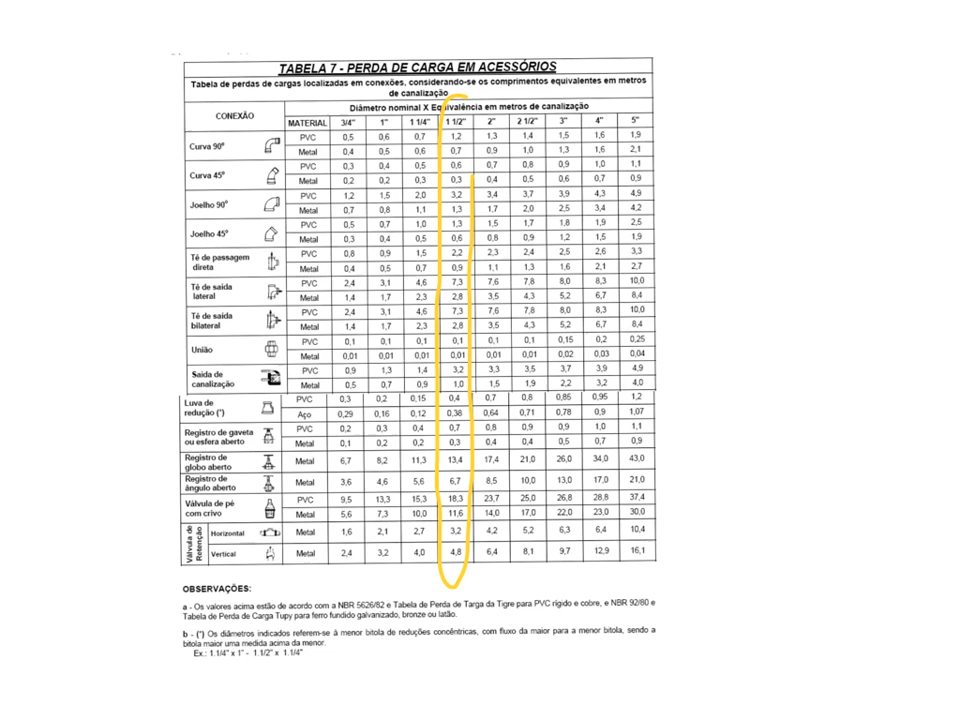 TABELA 7 - PERDA DE CARGA EM ACESSÓRIOS
Tabela de perdas de cargas localizadas em conexões, considerando-se os comprimentos equivalentes em metros
de canalização
CONEXÃO
Diâmetro nominal X Equivalência em metros de canalização
MATERIAL 3/4" 1" 1 1/4" 1 1/2" 2" 2 1/2" 3" 4" 5"
Curva 90º
PVC 0,5 0,6 0,7 1,2 1,3 1,4 1,5 1,6 1,9
Metal 0,4 0,5 0,6 0,7 0,9 1,0 1,3 1,6 2,1
Curva 45º
PVC 0,3 0,4 0,5 0,6 0,7 0,8 0,9 1,0 1,1
Metal 0,2 0,2 0,3 0,3 0,4 0,5 0,6 0,7 0,9
Joelho 90º
PVC 1,2 1,5 2,0 3,2 3,4 3,7 3,9 4,3 4,9
Metal 0,7 0,8 1,1 1,3 1,7 2,0 2,5 3,4 4,2
Joelho 45º
PVC 0,5 0,7 1,0 1,3 1,5 1,7 1,8 1,9 2,5
Metal 0,3 0,4 0,5 0,6 0,8 0,9 1,2 1,5 1,9
Tê de passagem
direta
PVC 0,8 0,9 1,5 2,2 2,3 2,4 2,5 2,6 3,3
Metal 0,4 0,5 0,7 0,9 1,1 1,3 1,6 2,1 2,7
Tê de saída
lateral
PVC 2,4 3,1 4,6 7,3 7,6 7,8 8,0 8,3 10,0
Metal 1,4 1,7 2,3 2,8 3,5 4,3 5,2 6,7 8,4
Tê de saída
bilateral
PVC 2,4 3,1 4,6 7,3 7,6 7,8 8,0 8,3 10,0
Metal 1,4 1,7 2,3 2,8 3,5 4,3 5,2 6,7 8,4
União
PVC 0,1 0,1 0,1 0,1 0,1 0,1 0,15 0,2 0,25
Metal 0,01 0,01 0,01 0,01 0,01 0,01 0,02 0,03 0,04
Saída de
canalização
PVC 0,9 1,3 1,4 3,2 3,3 3,5 3,7 3,9 4,9
Metal 0,5 0,7 0,9 1,0 1,5 1,9 2,2 3,2 4,0
Luva de
redução (*)
PVC 0,3 0,2 0,15 0,4 0,7 0,8 0,85 0,95 1,2
Aço 0,29 0,16 0,12 0,38 0,64 0,71 0,78 0,9 1,07
Registro de gaveta
ou esfera aberto
PVC 0,2 0,3 0,4 0,7 0,8 0,9 0,9 1,0 1,1
Metal 0,1 0,2 0,2 0,3 0,4 0,4 0,5 0,7 0,9
Registro de
globo aberto
Metal 6,7 8,2 11,3 13,4 17,4 21,0 26,0 34,0 43,0
Registro de
ângulo aberto
Metal 3,6 4,6 5,6 6,7 8,5 10,0 13,0 17,0 21,0
Válvula de pé
com crivo
PVC 9,5 13,3 15,3 18,3 23,7 25,0 26,8 28,8 37,4
Metal 5,6 7,3 10,0 11,6 14,0 17,0 22,0 23,0 30,0
Válvula de
Retenção
Horizontal Metal 1,6 2,1 2,7 3,2 4,2 5,2 6,3 6,4 10,4
Vertical Metal 2,4 3,2 4,0 4,8 6,4 8,1 9,7 12,9 16,1
OBSERVAÇÕES:
a - Os valores acima estão de acordo com a NBR 5626/82 e Tabela de Perda de Targa da Tigre para PVC rígido e cobre, e NBR 92/80 e
Tabela de Perda de Carga Tupy para ferro fundido galvanizado, bronze ou latão.
b - (*) Os diâmetros indicados referem-se à menor bitola de reduções concêntricas, com fluxo da maior para a menor bitola, sendo a
bitola maior uma medida acima da menor.
Ex.: 1.1/4" x 1" - 1.1/2" x 1.1/4"